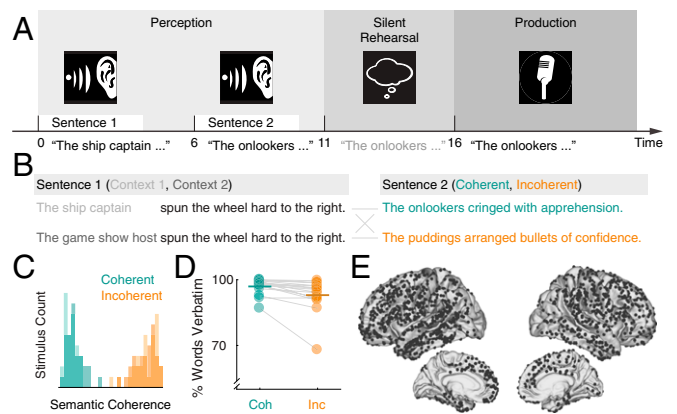 A
Perception
Silent
Rehearsal
Production
Sentence 1
Sentence 2
0
6
11
16
Time
"The ship captain ..."
"The onlookers ..."
"The onlookers ..."
"The onlookers ..."
B
Sentence 1 (Context 1, Context 2)
Sentence 2 (Coherent, Incoherent)
The ship captain spun the wheel hard to the right.
The onlookers cringed with apprehension.
The game show host spun the wheel hard to the right.
The puddings arranged bullets of confidence.
C
Coherent
Incoherent
Stimulus Count
Semantic Coherence
D
% Words Verbatim
100
70
Coh
Inc
E